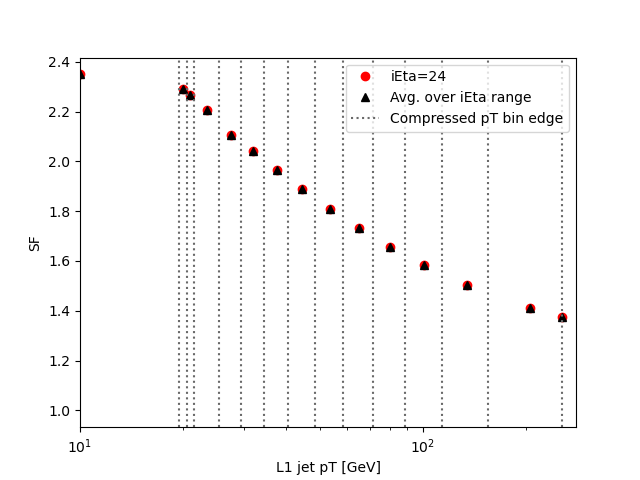 2.4
2.2
2.0
1.8
1.6
1.4
1.2
1.0
SF
iEta=24
Avg. over iEta range
Compressed pT bin edge
10¹
10²
L1 jet pT [GeV]